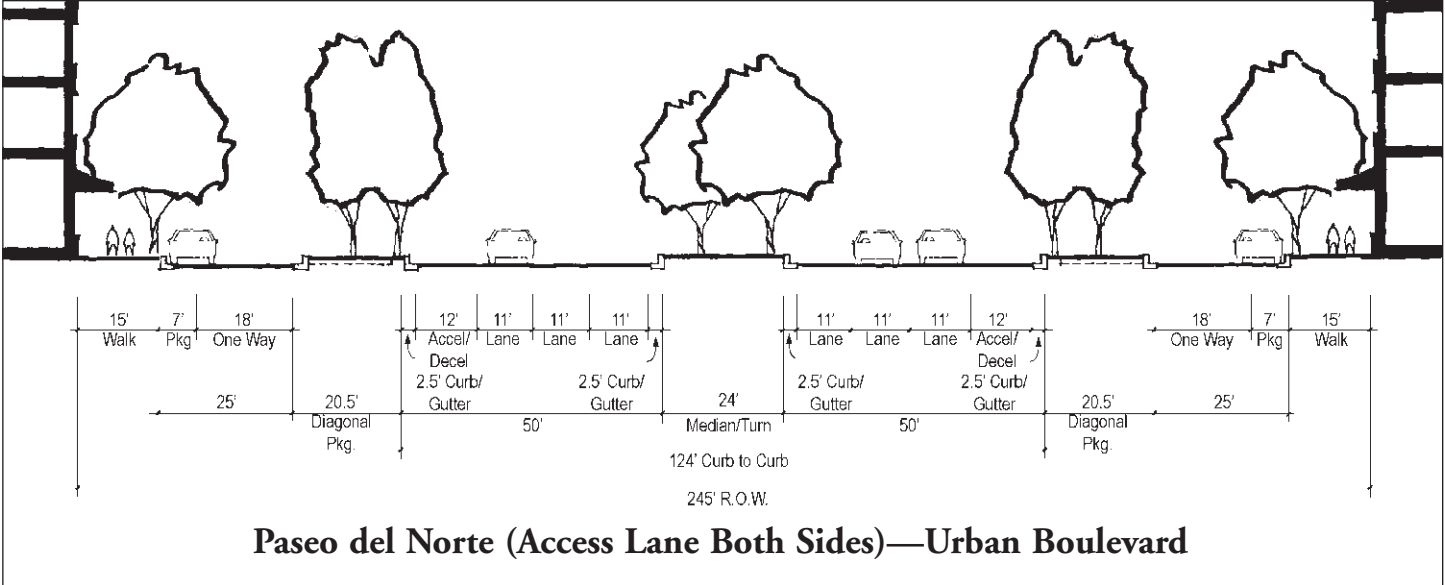 15' 7' 18' 12' 11' 11' 11' 11' 11' 11' 12' 18' 7' 15'
Walk Pkg One Way Accel/ Lane Lane Lane Lane Lane Lane Accel/ One Way Pkg Walk
Decel Decel
2.5' Curb/ 2.5' Curb/ 2.5' Curb/ 2.5' Curb/
Gutter Gutter Gutter Gutter
25' 20.5' 24' 20.5' 25'
Diagonal 50' Median/Turn 50' Diagonal
Pkg. Pkg.
124' Curb to Curb
245' R.O.W.
Paseo del Norte (Access Lane Both Sides)—Urban Boulevard